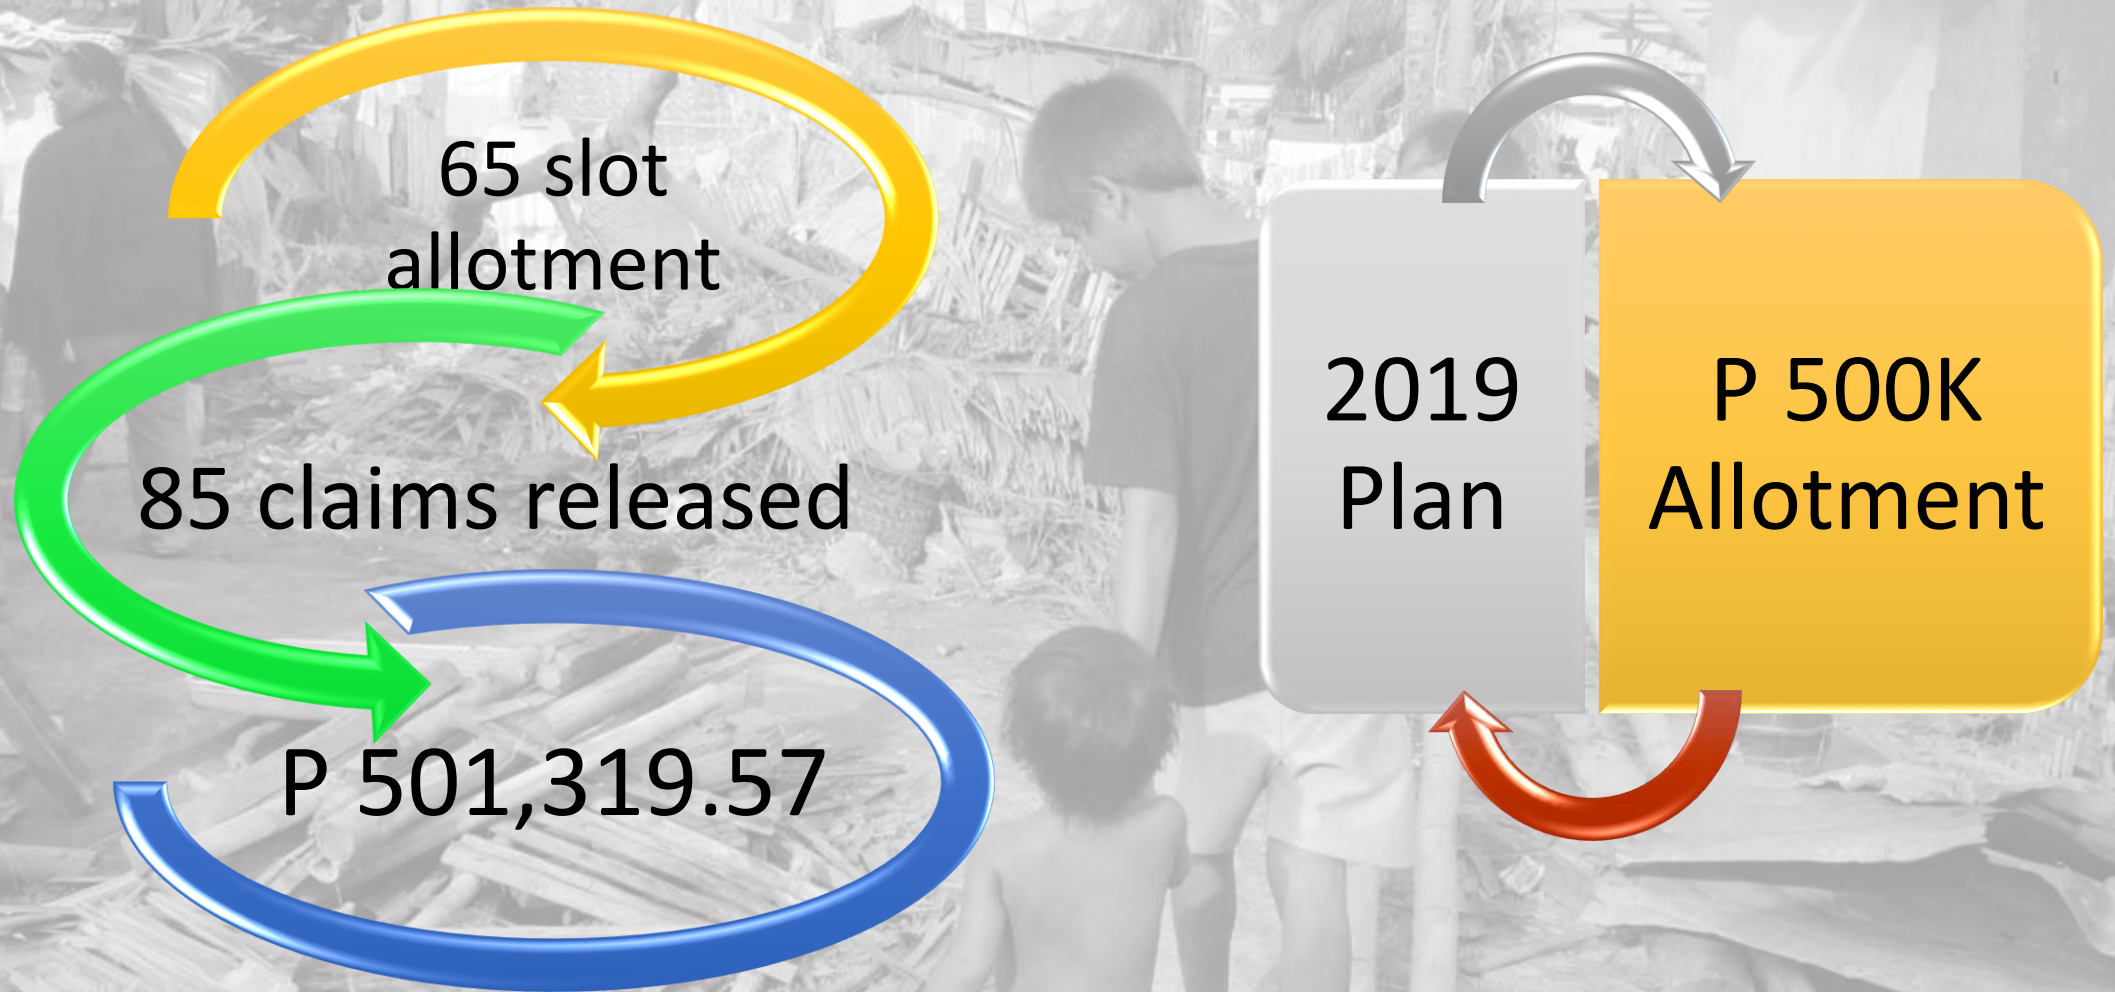 65 slot
allotment
85 claims released
P 501,319.57
2019
Plan
P 500K
Allotment